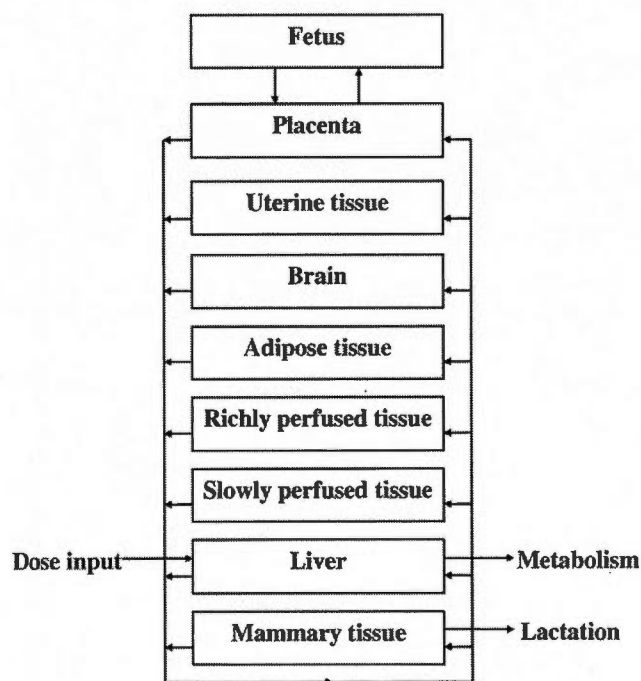 Fetus
Placenta
Uterine tissue
Brain
Adipose tissue
Richly perfused tissue
Slowly perfused tissue
Dose input
Liver
Metabolism
Mammary tissue
Lactation